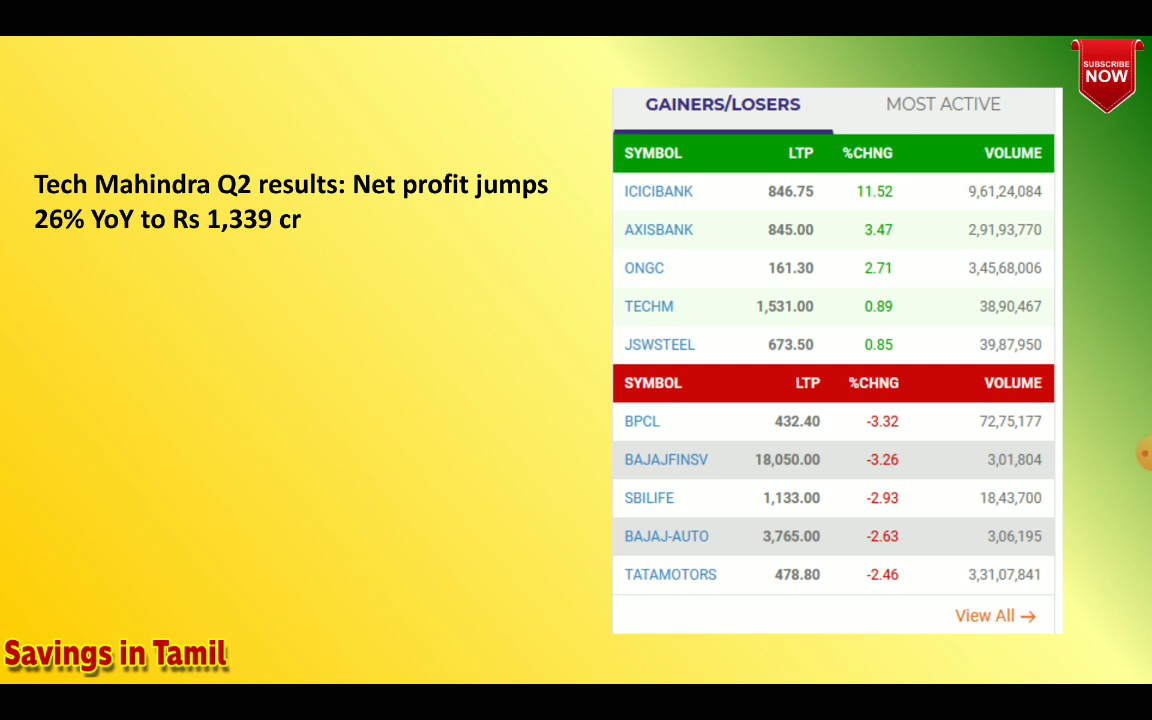 SUBSCRIBE
NOW
GAINERS/LOSERS MOST ACTIVE
Tech Mahindra Q2 results: Net profit jumps
26% YoY to Rs 1,339 cr
SYMBOL LTP %CHNG VOLUME
ICICIBANK 846.75 11.52 9,61,24,084
AXISBANK 845.00 3.47 2,91,93,770
ONGC 161.30 2.71 3,45,68,006
TECHM 1,531.00 0.89 38,90,467
JSWSTEEL 673.50 0.85 39,87,950
SYMBOL LTP %CHNG VOLUME
BPCL 432.40 -3.32 72,75,177
BAJAJFINSV 18,050.00 -3.26 3,01,804
SBILIFE 1,133.00 -2.93 18,43,700
BAJAJ-AUTO 3,765.00 -2.63 3,06,195
TATAMOTORS 478.80 -2.46 3,31,07,841
View All →
Savings in Tamil